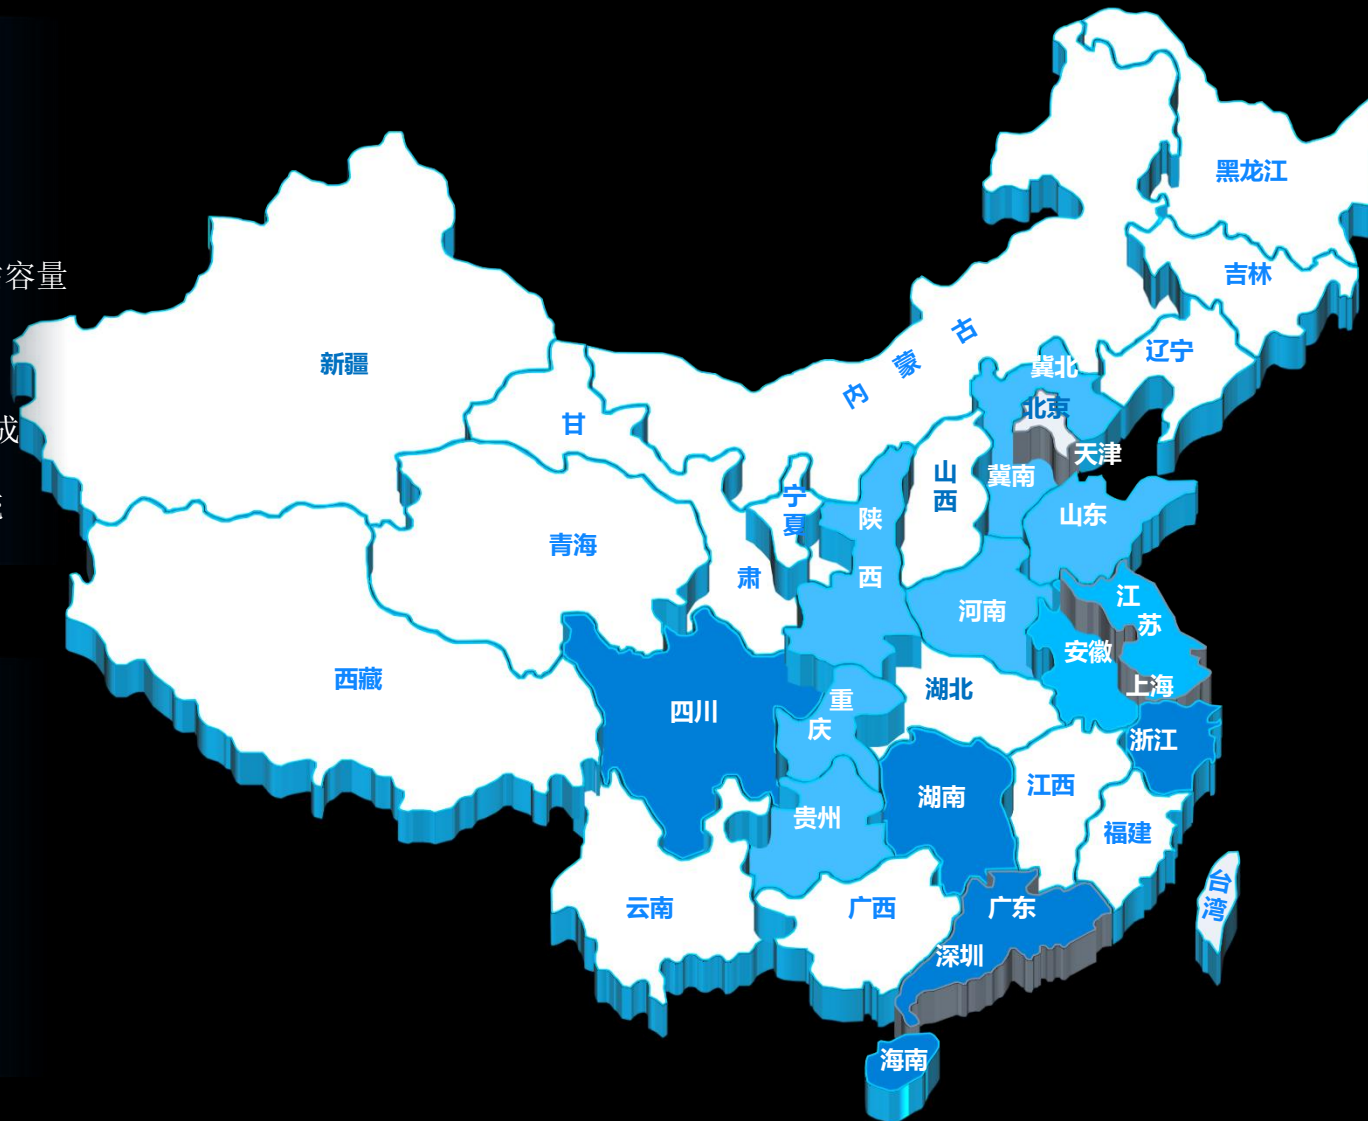 黑龙江
吉林
容量
古
蒙
内
辽宁
新疆
冀北
北京
成
甘
天津
山西
冀南
宁夏
陕西
山东
青海
肃
河南
江苏
安徽
西藏
湖北
上海
重庆
四川
浙江
湖南
江西
贵州
福建
台湾
云南
广西
广东
深圳
海南